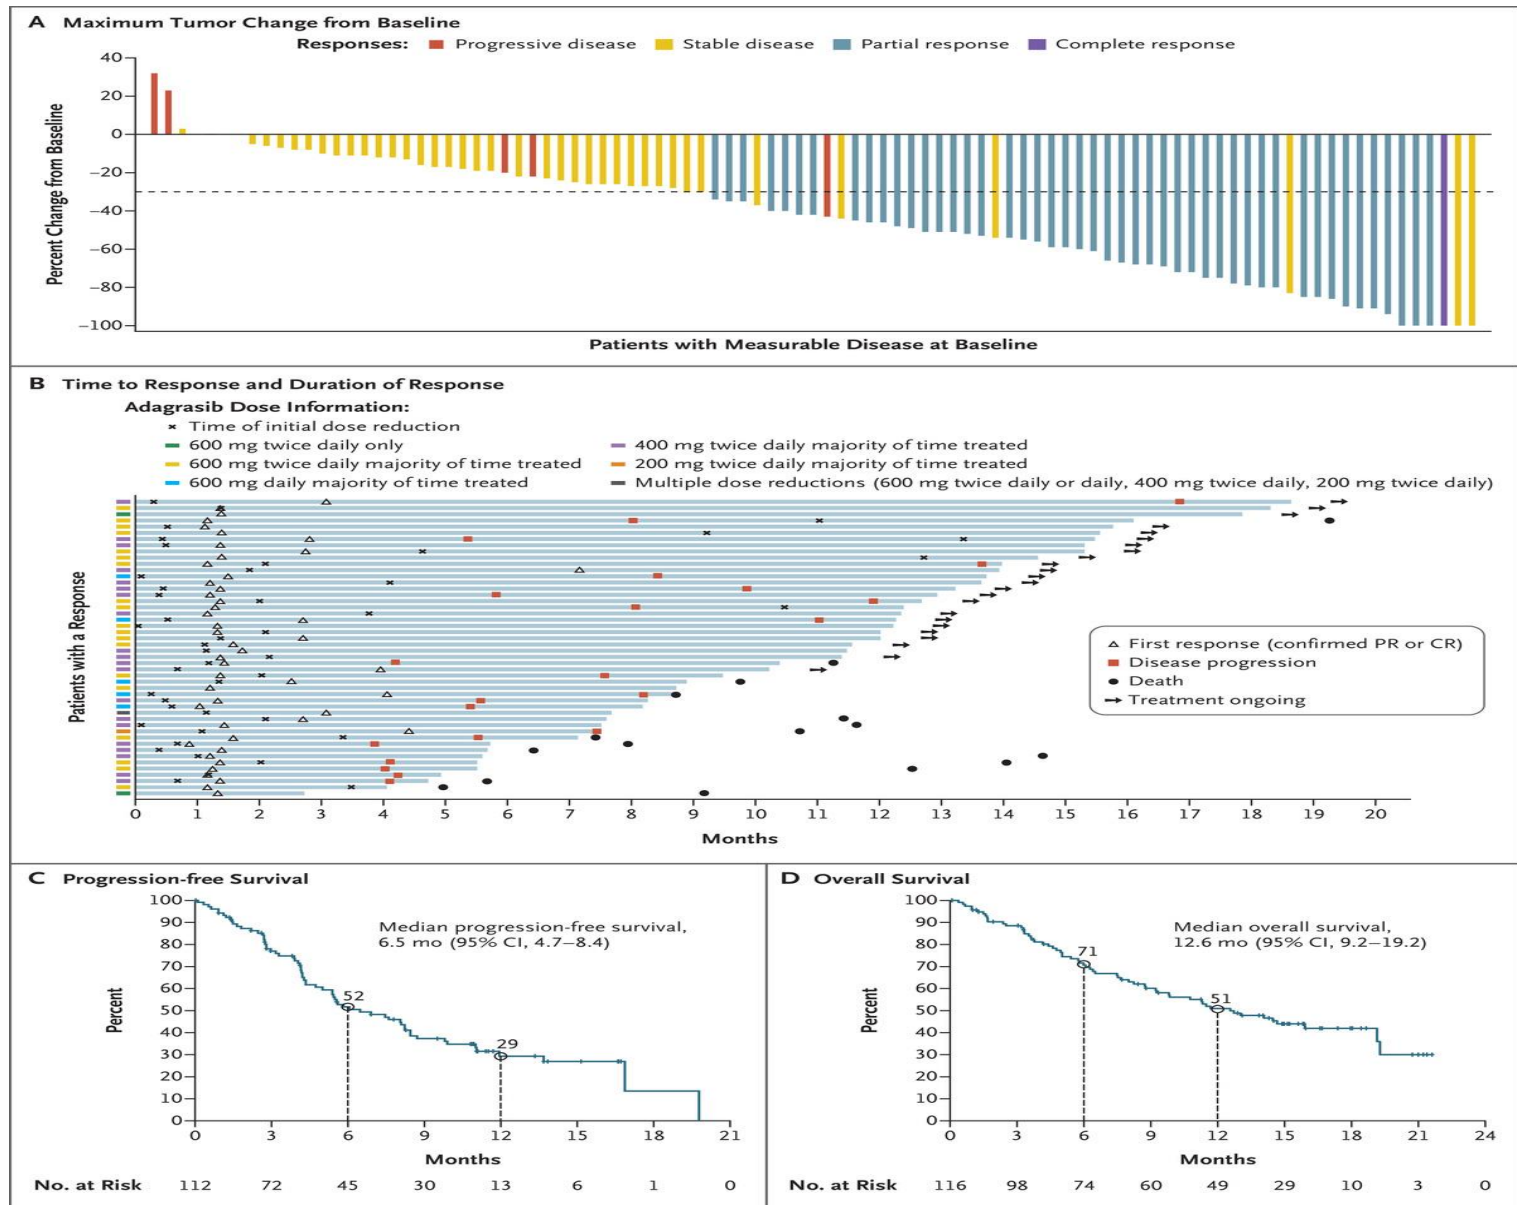 A Maximum Tumor Change from Baseline
Responses: Progressive disease Stable disease Partial response Complete response
Percent Change from Baseline
40
20
0
−20
−40
−60
−80
−100
Patients with Measurable Disease at Baseline
B Time to Response and Duration of Response
Adagrasib Dose Information:
Time of initial dose reduction
600 mg twice daily only
600 mg twice daily majority of time treated
600 mg daily majority of time treated
400 mg twice daily majority of time treated
200 mg twice daily majority of time treated
Multiple dose reductions (600 mg twice daily or daily, 400 mg twice daily, 200 mg twice daily)
Patients with a Response
First response (confirmed PR or CR)
Disease progression
Death
Treatment ongoing
0 1 2 3 4 5 6 7 8 9 10 11 12 13 14 15 16 17 18 19 20
Months
C Progression-free Survival
Percent
100
90
80
70
60
50
40
30
20
10
0
Median progression-free survival,
6.5 mo (95% CI, 4.7–8.4)
52
29
0 3 6 9 12 15 18 21
Months
No. at Risk 112 72 45 30 13 6 1 0
D Overall Survival
Percent
100
90
80
70
60
50
40
30
20
10
0
Median overall survival,
12.6 mo (95% CI, 9.2–19.2)
71
51
0 3 6 9 12 15 18 21 24
Months
No. at Risk 116 98 74 60 49 29 10 3 0